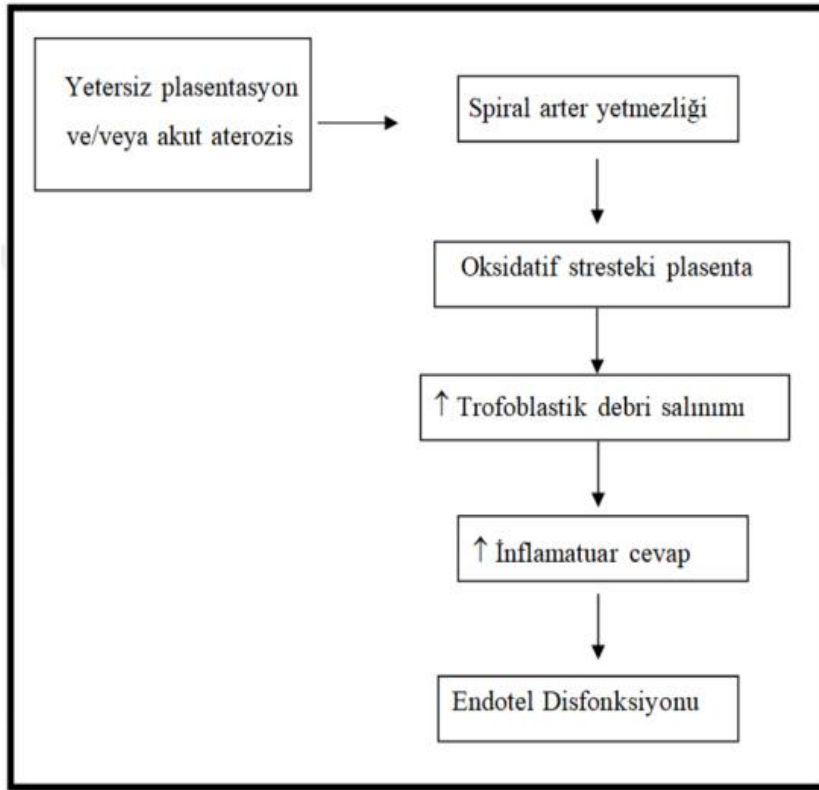 Yetersiz plasentasyon
ve/veya akut aterozis
Spiral arter yetmezliği
Oksidatif stresteki plasenta
↑ Trofoblastik debri salınımı
↑ İnflamatuar cevap
Endotel Disfonksiyonu